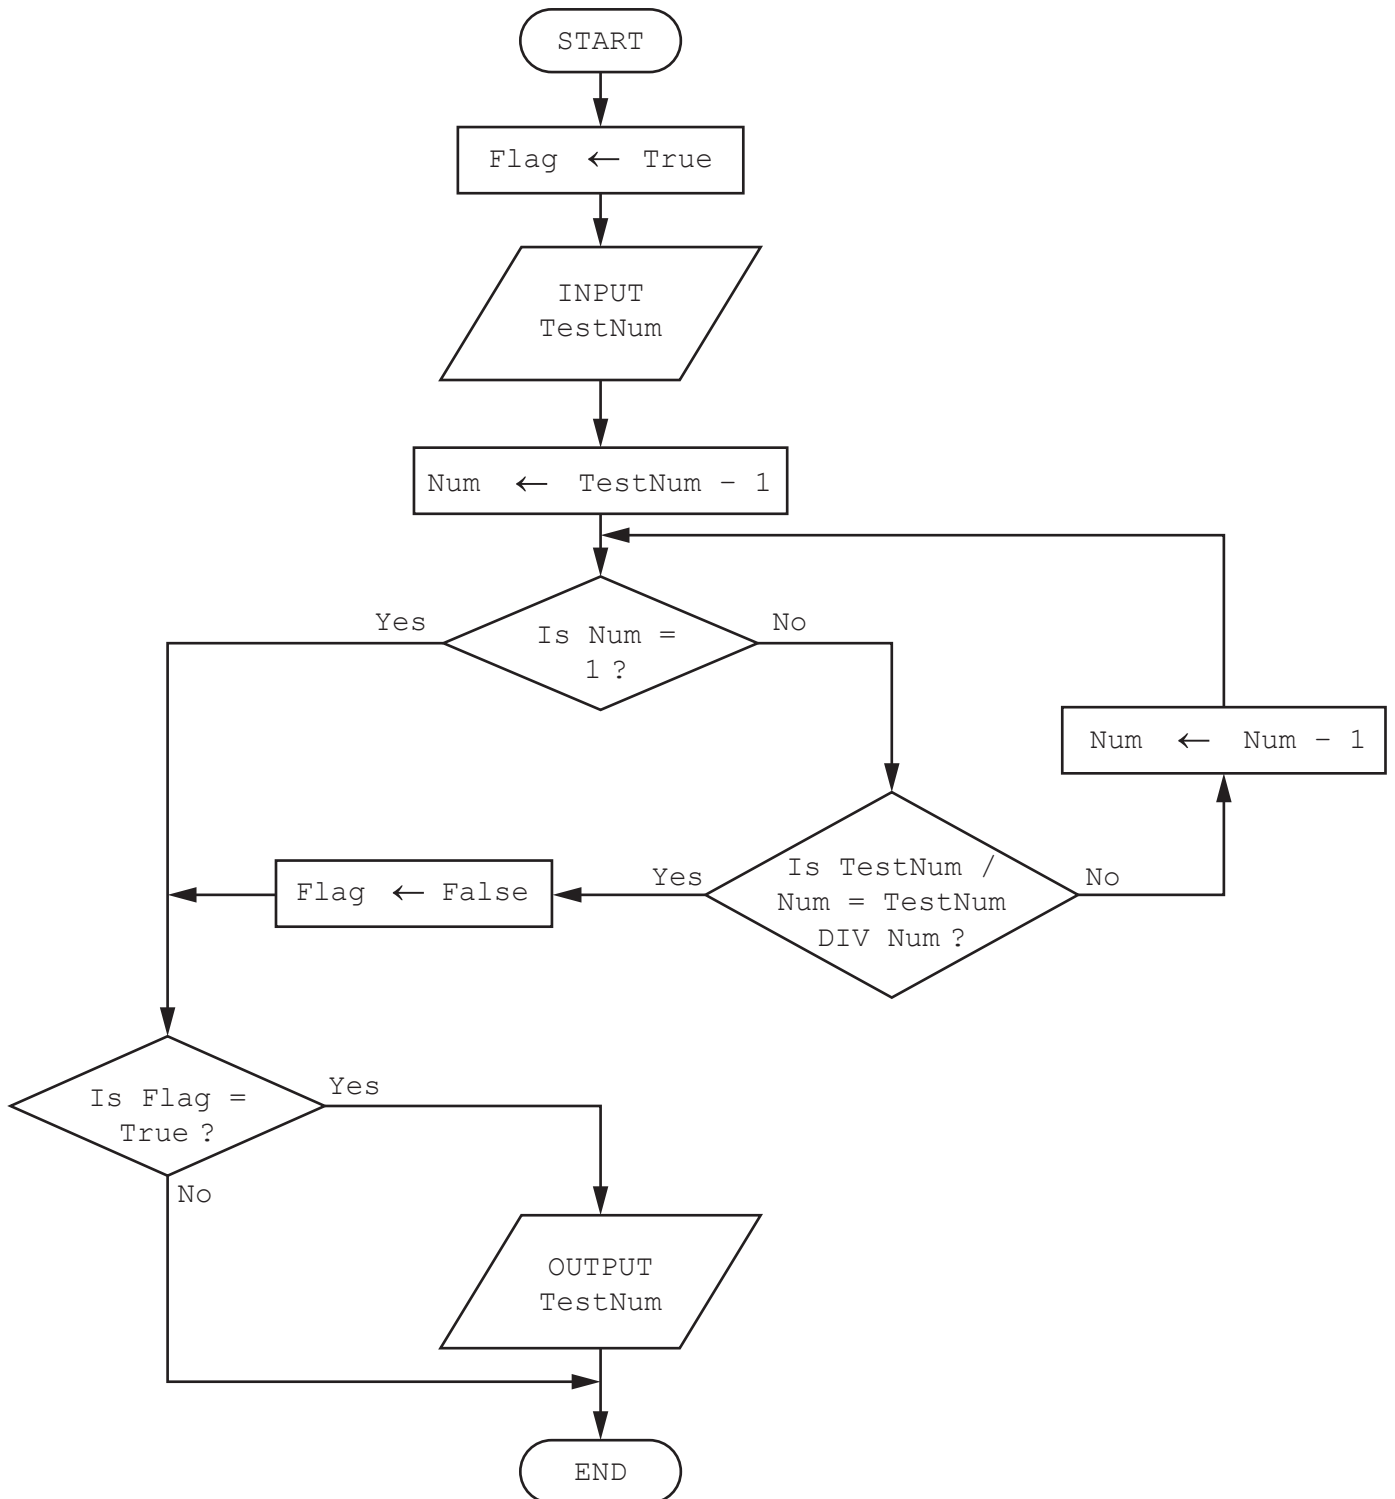 START
Flag ← True
INPUT
TestNum
Num ← TestNum – 1
Yes
No
Is Num =
1 ?
Num ← Num – 1
Is TestNum /
Num = TestNum
DIV Num ?
Yes
No
Flag ← False
Is Flag =
True ?
Yes
No
OUTPUT
TestNum
END